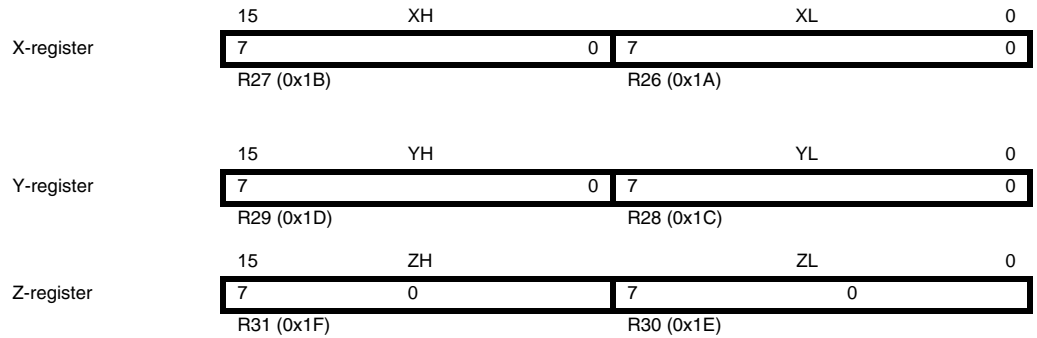 15 XH XL 0
X-register 7 0 7 0
R27 (0x1B) R26 (0x1A)
15 YH YL 0
Y-register 7 0 7 0
R29 (0x1D) R28 (0x1C)
15 ZH ZL 0
Z-register 7 0 7 0
R31 (0x1F) R30 (0x1E)